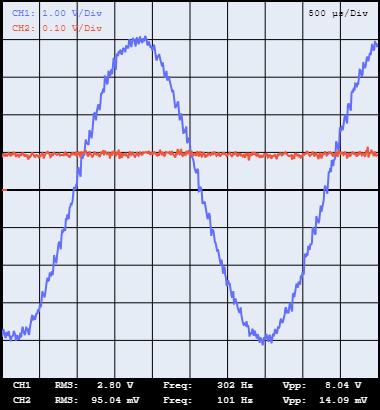 CH1: 1.00 V/Div 500 µs/Div
CH2: 0.10 V/Div
CH1 RMS: 2.80 V Freq: 302 Hz Vpp: 8.04 V
CH2 RMS: 95.04 mV Freq: 101 Hz Vpp: 14.09 mV